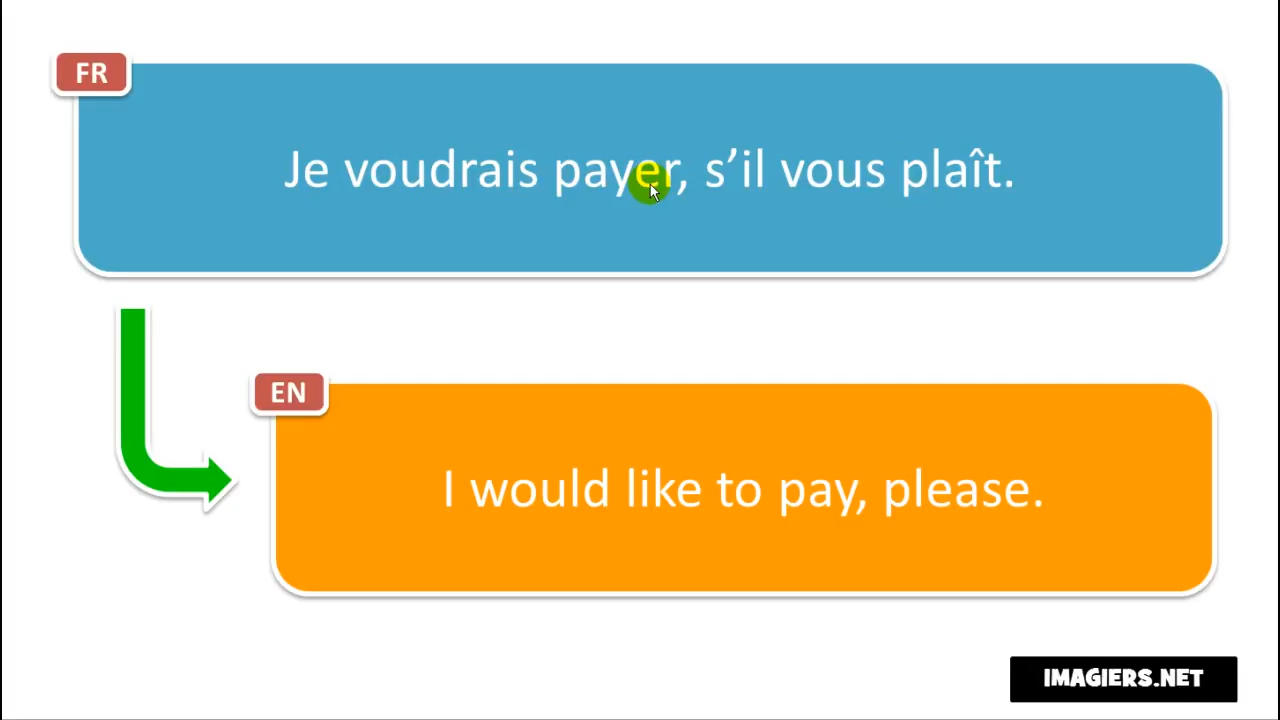 FR
Je voudrais payer, s’il vous plaît.
EN
I would like to pay, please.
IMAGIERS.NET